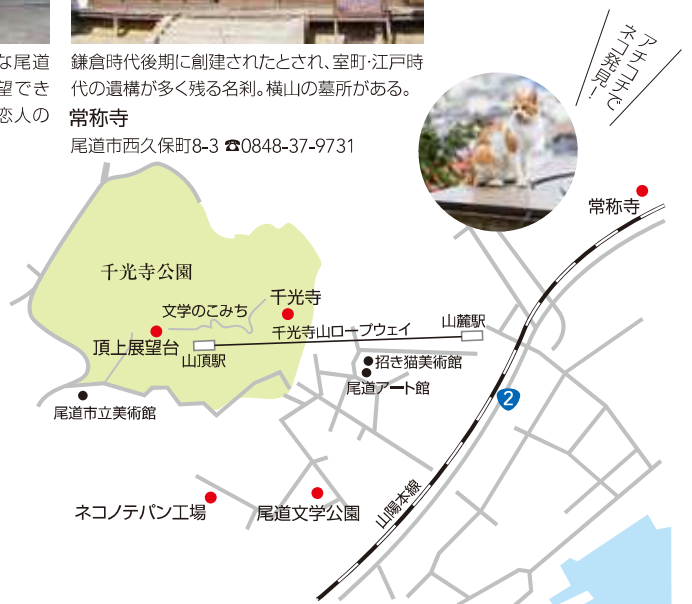 な尾道
望でき
恋人の
鎌倉時代後期に創建されたとされ、室町・江戸時
代の遺構が多く残る名刹。横山の墓所がある。
常称寺
尾道市西久保町8-3 ☎0848-37-9731
アチコチで
ネコ発見!
常称寺
千光寺公園
千光寺
文学のこみち
頂上展望台
千光寺山ロープウェイ
山麓駅
山頂駅
招き猫美術館
尾道アート館
尾道市立美術館
2
山陽本線
ネコノテパン工場
尾道文学公園